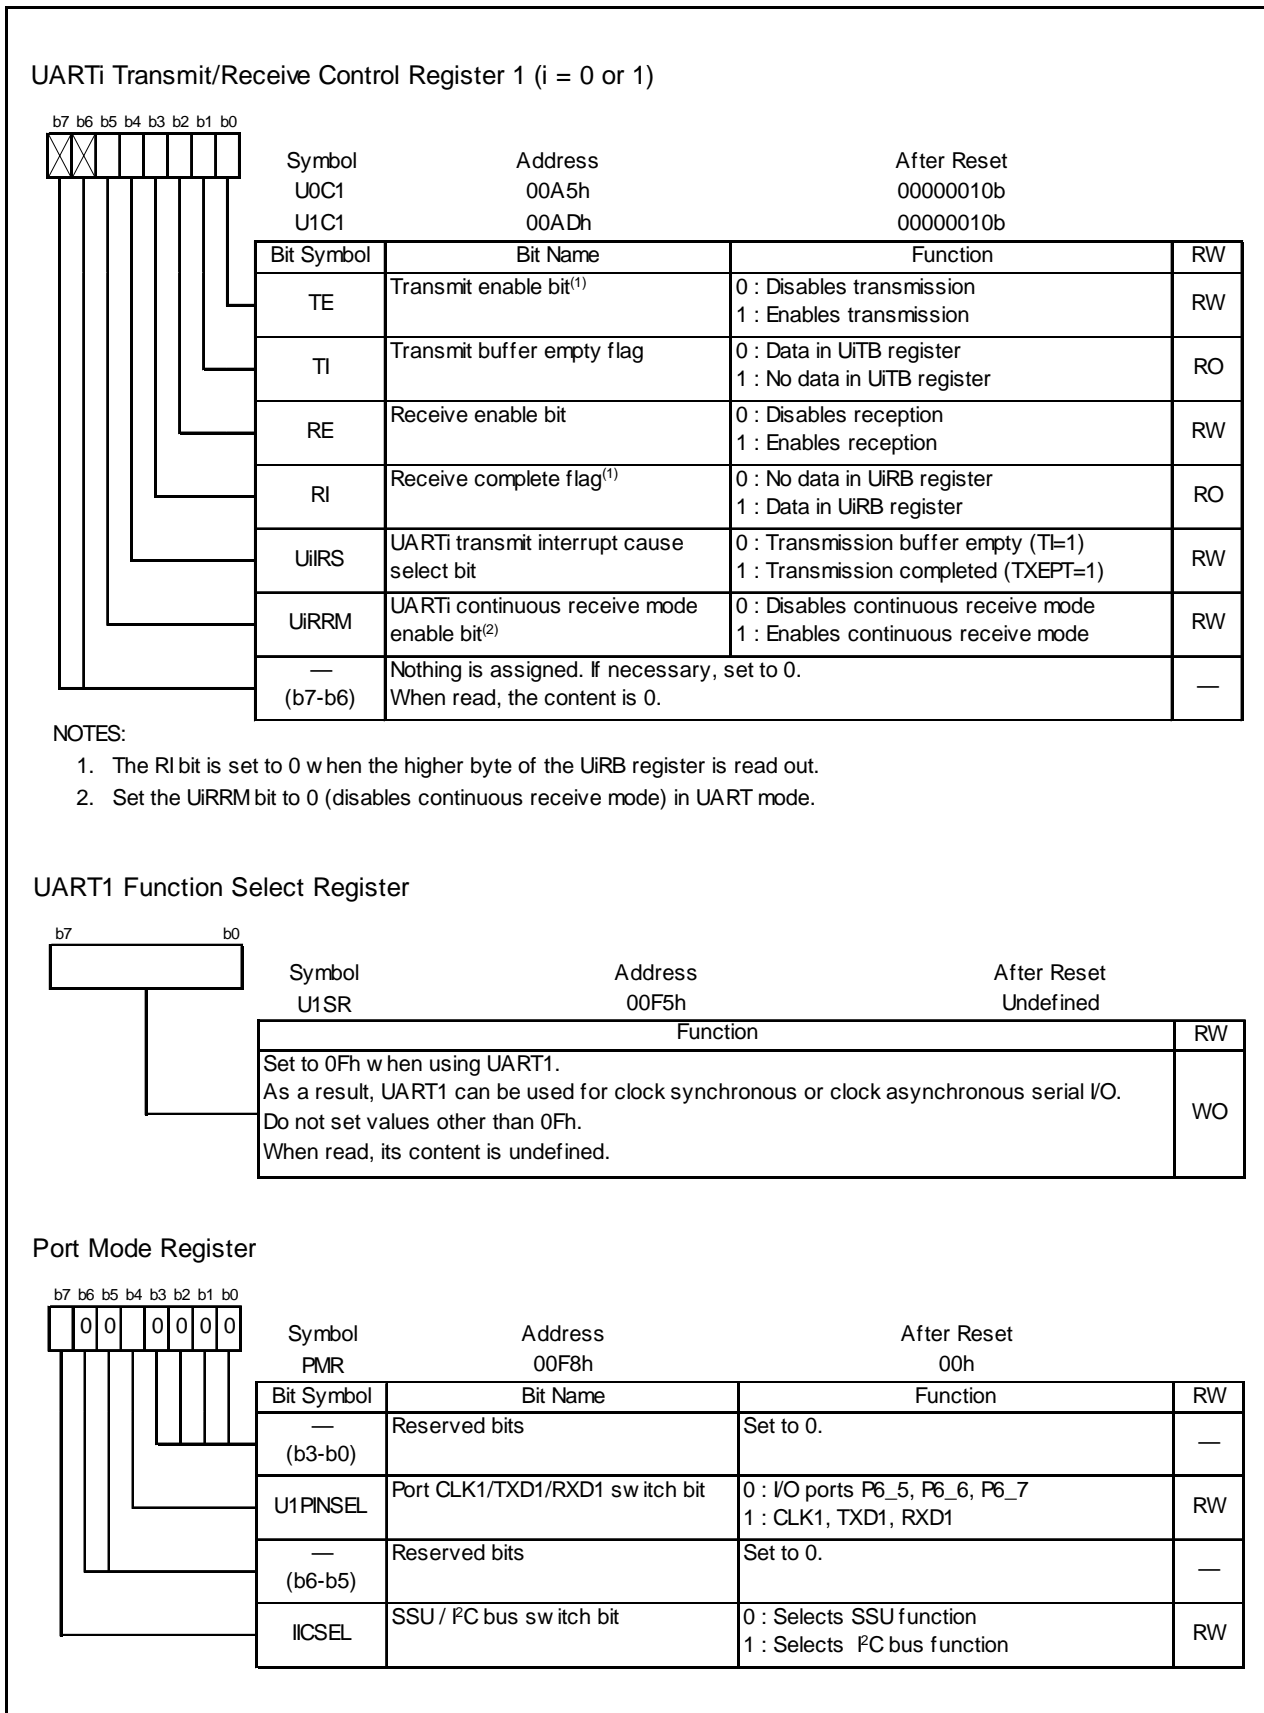 UARTi Transmit/Receive Control Register 1 (i = 0 or 1)
b7 b6 b5 b4 b3 b2 b1 b0
Symbol Address After Reset
U0C1 00A5h 00000010b
U1C1 00ADh 00000010b
Bit Symbol Bit Name Function RW
TE Transmit enable bit(1) 0 : Disables transmission RW
1 : Enables transmission
TI Transmit buffer empty flag 0 : Data in UiTB register RO
1 : No data in UiTB register
RE Receive enable bit 0 : Disables reception RW
1 : Enables reception
RI Receive complete flag(1) 0 : No data in UiRB register RO
1 : Data in UiRB register
UiIRS UARTi transmit interrupt cause 0 : Transmission buffer empty (TI=1) RW
select bit 1 : Transmission completed (TXEPT=1)
UiRRM UARTi continuous receive mode 0 : Disables continuous receive mode RW
enable bit(2) 1 : Enables continuous receive mode
— Nothing is assigned. If necessary, set to 0. —
(b7-b6) When read, the content is 0.
NOTES:
1. The RI bit is set to 0 when the higher byte of the UiRB register is read out.
2. Set the UiRRM bit to 0 (disables continuous receive mode) in UART mode.
UART1 Function Select Register
b7 b0
Symbol Address After Reset
U1SR 00F5h Undefined
Function RW
Set to 0Fh when using UART1.
As a result, UART1 can be used for clock synchronous or clock asynchronous serial I/O.
Do not set values other than 0Fh. WO
When read, its content is undefined.
Port Mode Register
b7 b6 b5 b4 b3 b2 b1 b0
0 0 0 0 0 0
Symbol Address After Reset
PMR 00F8h 00h
Bit Symbol Bit Name Function RW
— Reserved bits Set to 0. —
(b3-b0)
U1PINSEL Port CLK1/TXD1/RXD1 switch bit 0 : I/O ports P6_5, P6_6, P6_7 RW
1 : CLK1, TXD1, RXD1
— Reserved bits Set to 0. —
(b6-b5)
IICSEL SSU / I²C bus switch bit 0 : Selects SSU function RW
1 : Selects I²C bus function